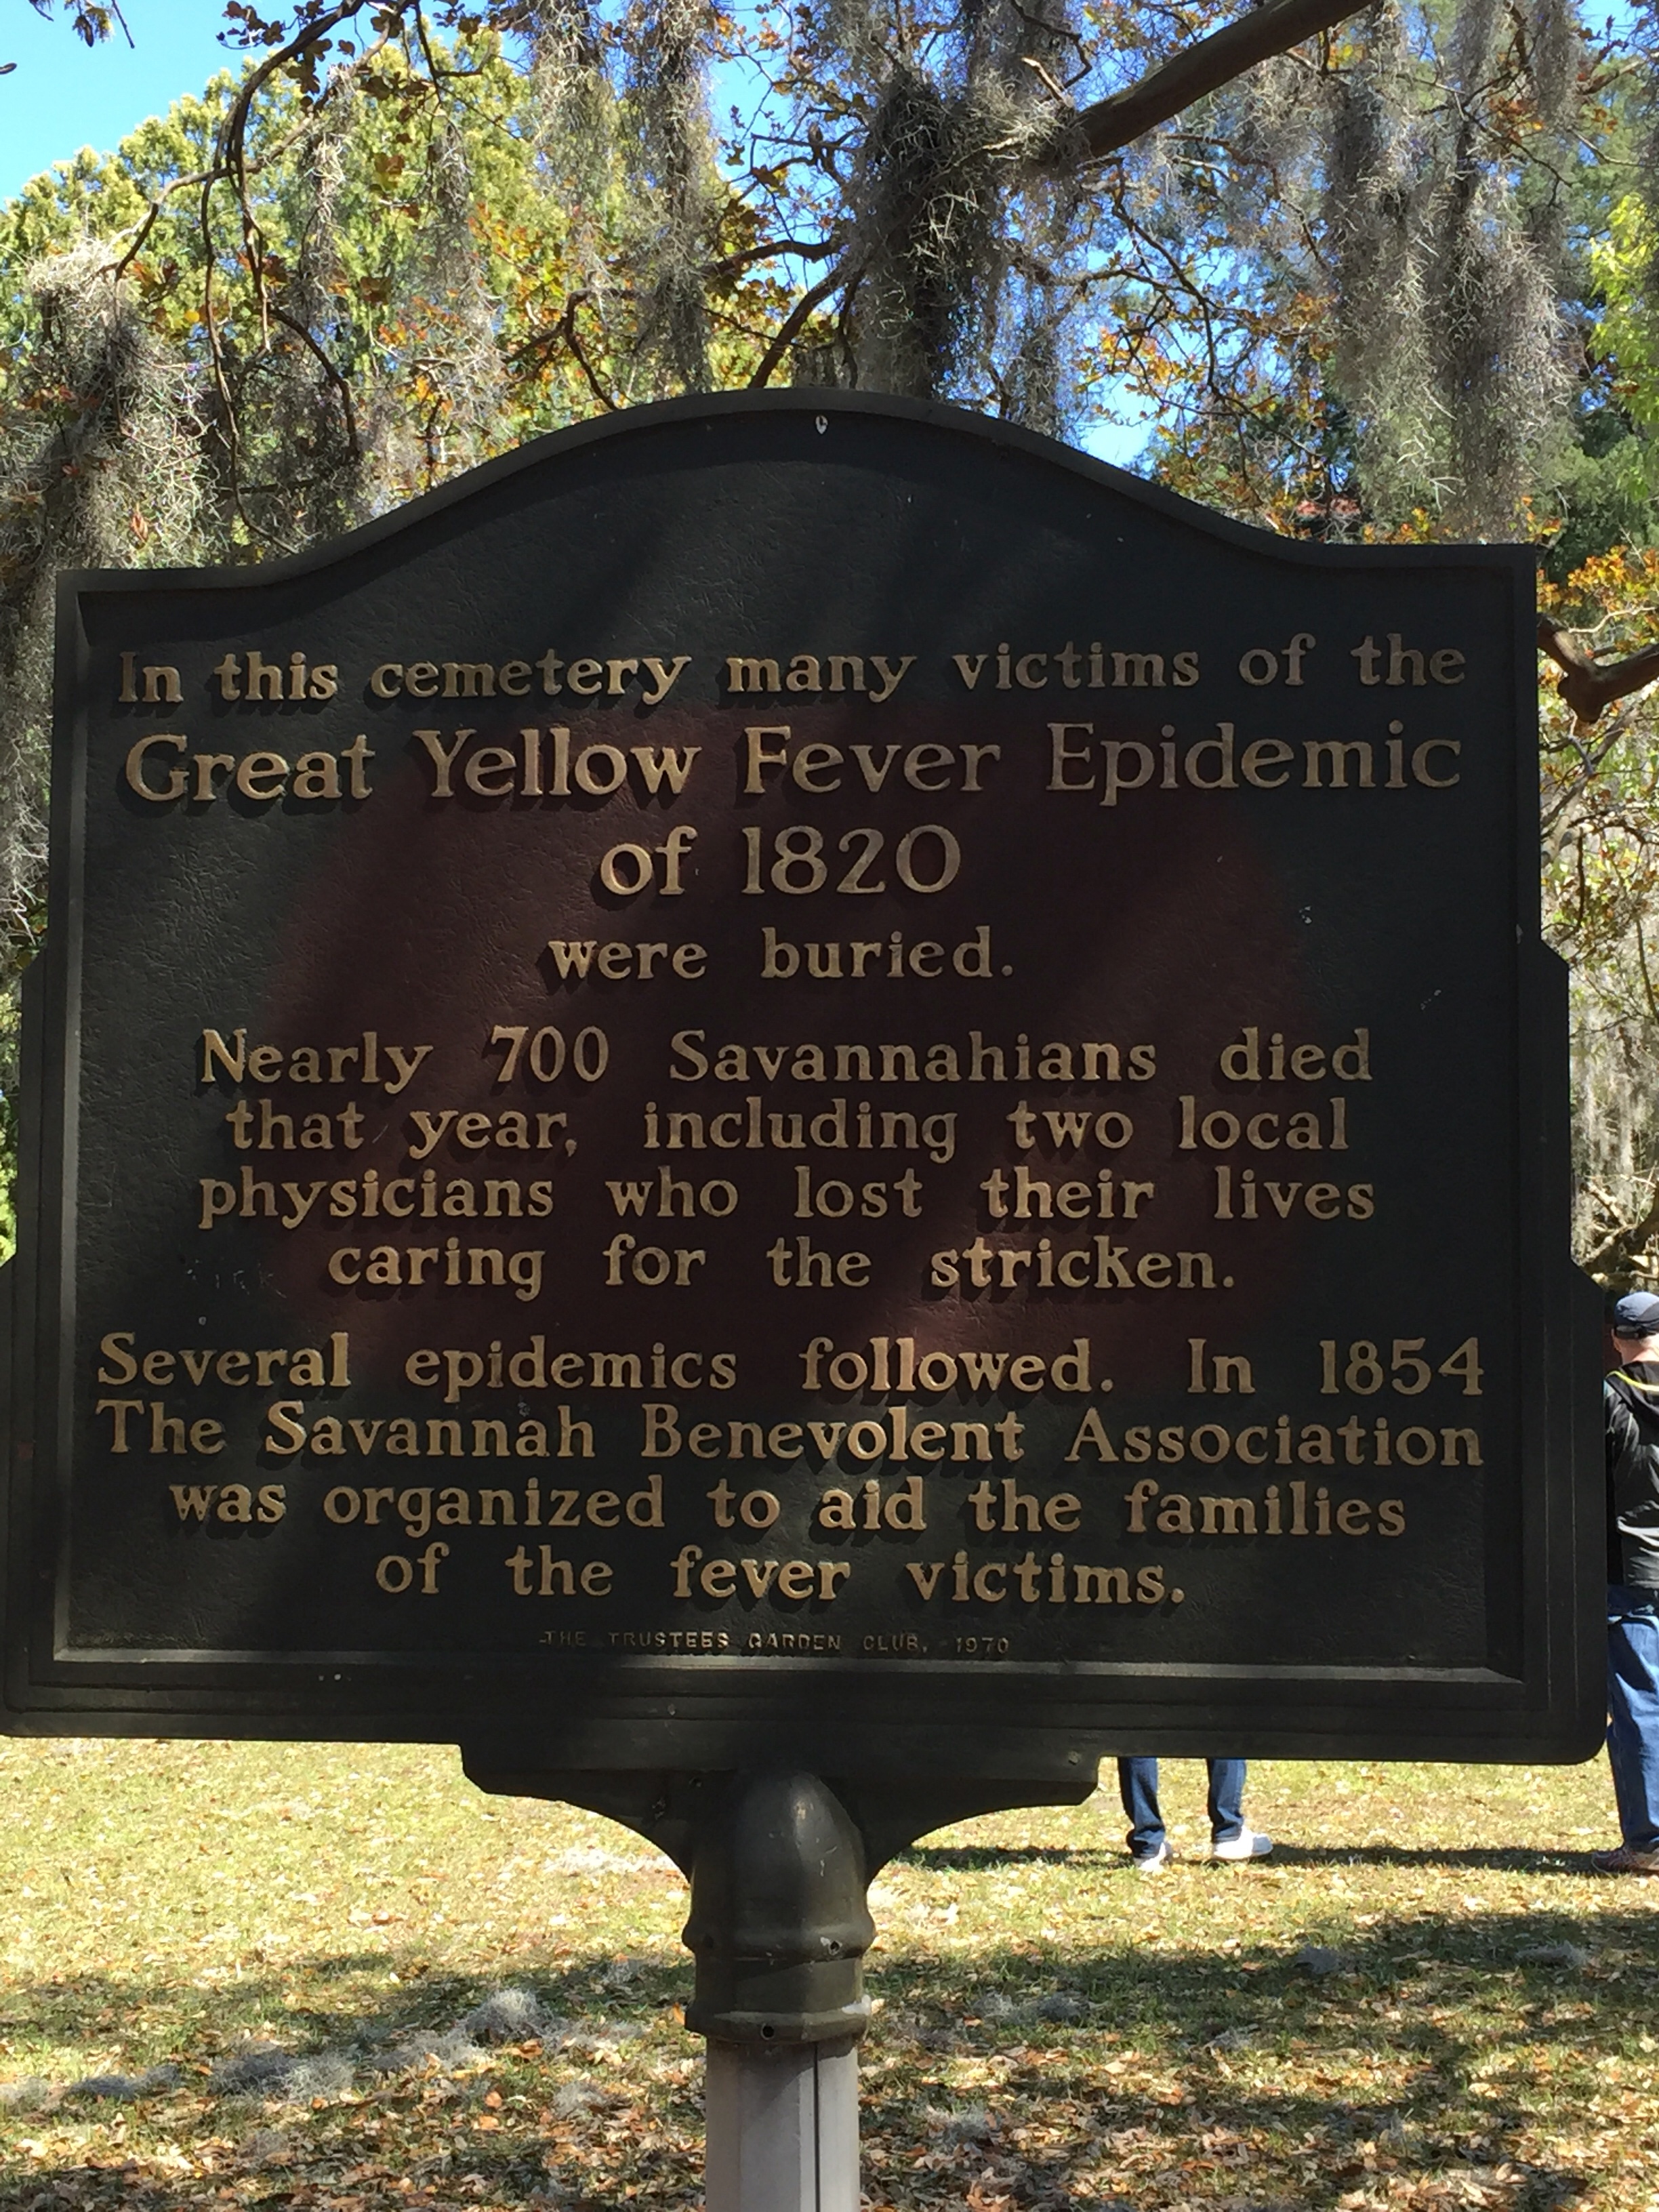 In this cemetery many victims of the
Great Yellow Fever Epidemic
of 1820
were buried.
Nearly 700 Savannahians died
that year, including two local
physicians who lost their lives
caring for the stricken.
Several epidemics followed. In 1854
The Savannah Benevolent Association
was organized to aid the families
of the fever victims.
-THE TRUSTEES GARDEN CLUB, 1970